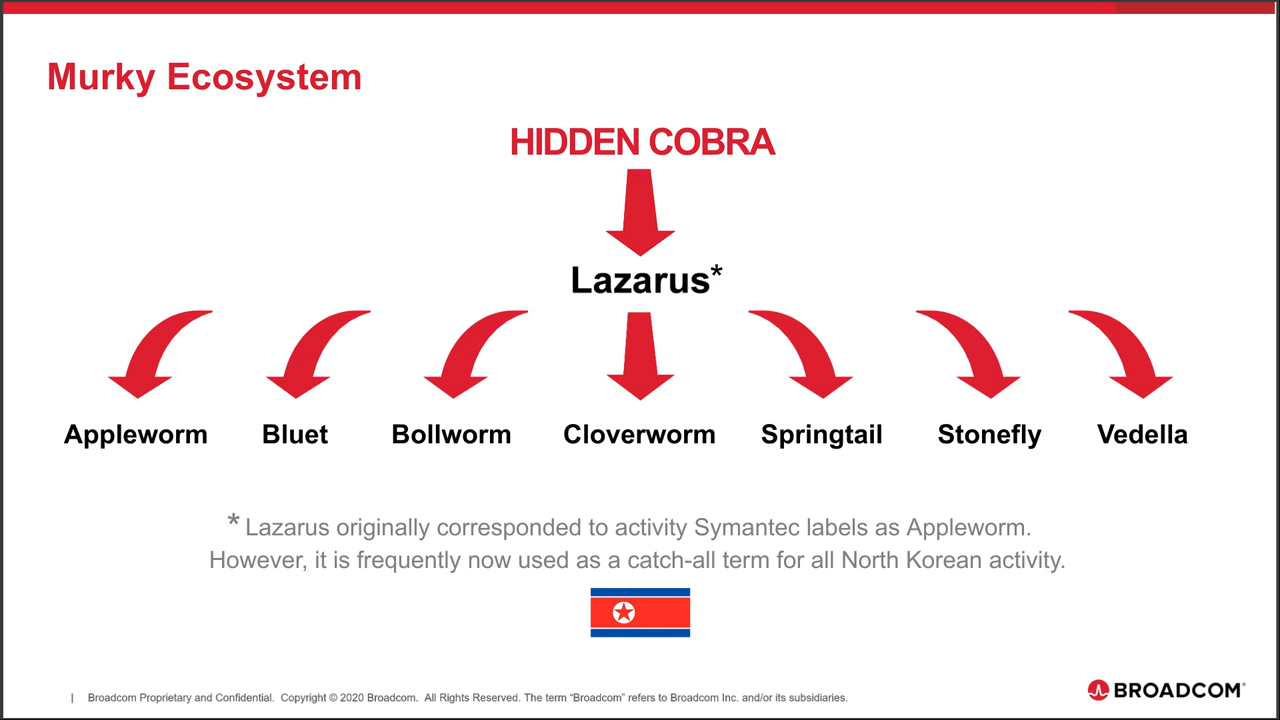 Murky Ecosystem
HIDDEN COBRA
Lazarus*
Appleworm Bluet Bollworm Cloverworm Springtail Stonefly Vedella
* Lazarus originally corresponded to activity Symantec labels as Appleworm.
However, it is frequently now used as a catch-all term for all North Korean activity.
| Broadcom Proprietary and Confidential. Copyright © 2020 Broadcom. All Rights Reserved. The term “Broadcom” refers to Broadcom Inc. and/or its subsidiaries.
BROADCOM®